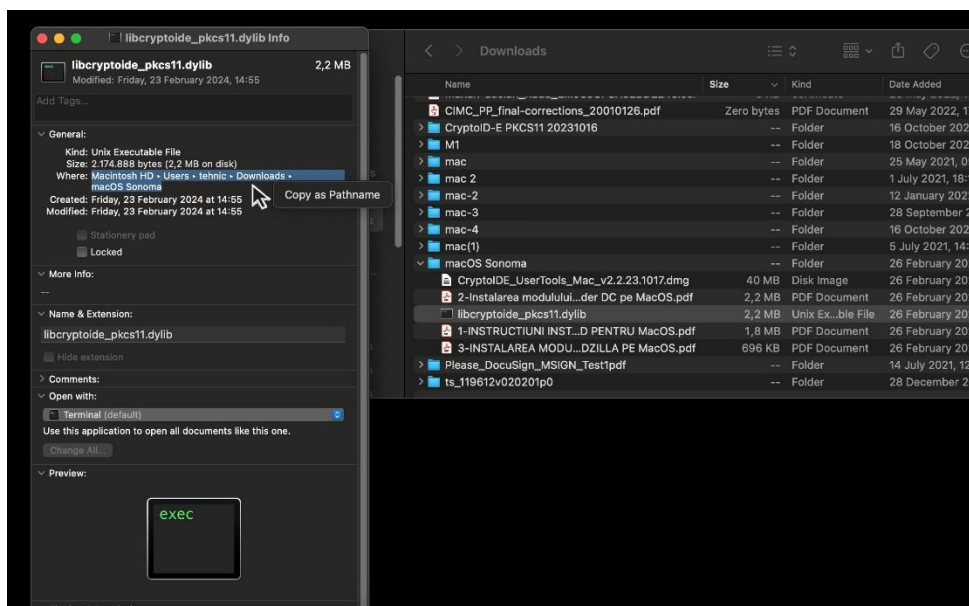 libcryptoide_pkcs11.dylib Info
libcryptoide_pkcs11.dylib 2,2 MB
Modified: Friday, 23 February 2024, 14:55
Add Tags...
General:
Kind: Unix Executable File
Size: 2.174.888 bytes (2,2 MB on disk)
Where: Macintosh HD ▸ Users ▸ tehnic ▸ Downloads ▸
macOS Sonoma
Created: Friday, 23 February 2024 at 14:55
Modified: Friday, 23 February 2024 at 14:55
Stationery pad
Locked
More Info:
--
Name & Extension:
libcryptoide_pkcs11.dylib
Hide extension
Comments:
Open with:
Terminal (default)
Use this application to open all documents like this one.
Change All...
Preview:
exec
Copy as Pathname
Downloads
Name Size Kind Date Added
CIMC_PP_final-corrections_20010126.pdf Zero bytes PDF Document 29 May 2022, 1
CryptoID-E PKCS11 20231016 -- Folder 16 October 202
M1 -- Folder 18 October 202
mac -- Folder 25 May 2021, 0
mac 2 -- Folder 1 July 2021, 18:
mac-2 -- Folder 12 January 202
mac-3 -- Folder 28 September 2
mac-4 -- Folder 16 October 202
mac(1) -- Folder 5 July 2021, 14:
macOS Sonoma -- Folder 26 February 20
CryptoIDE_UserTools_Mac_v2.2.23.1017.dmg 40 MB Disk Image 26 February 20
2-Instalarea modulului...der DC pe MacOS.pdf 2,2 MB PDF Document 26 February 20
libcryptoide_pkcs11.dylib 2,2 MB Unix Ex...ble File 26 February 20
1-INSTRUCTIUNI INST...D PENTRU MacOS.pdf 1,8 MB PDF Document 26 February 20
3-INSTALAREA MODU...DZILLA PE MacOS.pdf 696 KB PDF Document 26 February 20
Please_DocuSign_MSIGN_Test1pdf -- Folder 14 July 2021, 12
ts_119612v020201p0 -- Folder 28 December 2